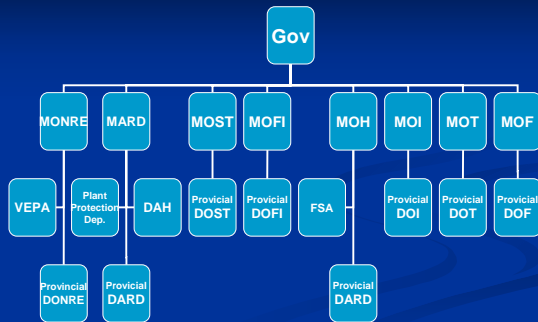 Gov
MONRE
MARD
MOST
MOFI
MOH
MOI
MOT
MOF
VEPA
Plant
Protection
Dep.
DAH
Provicial
DOST
Provicial
DOFI
FSA
Provicial
DOI
Provicial
DOT
Provicial
DOF
Provincial
DONRE
Provicial
DARD
Provicial
DARD